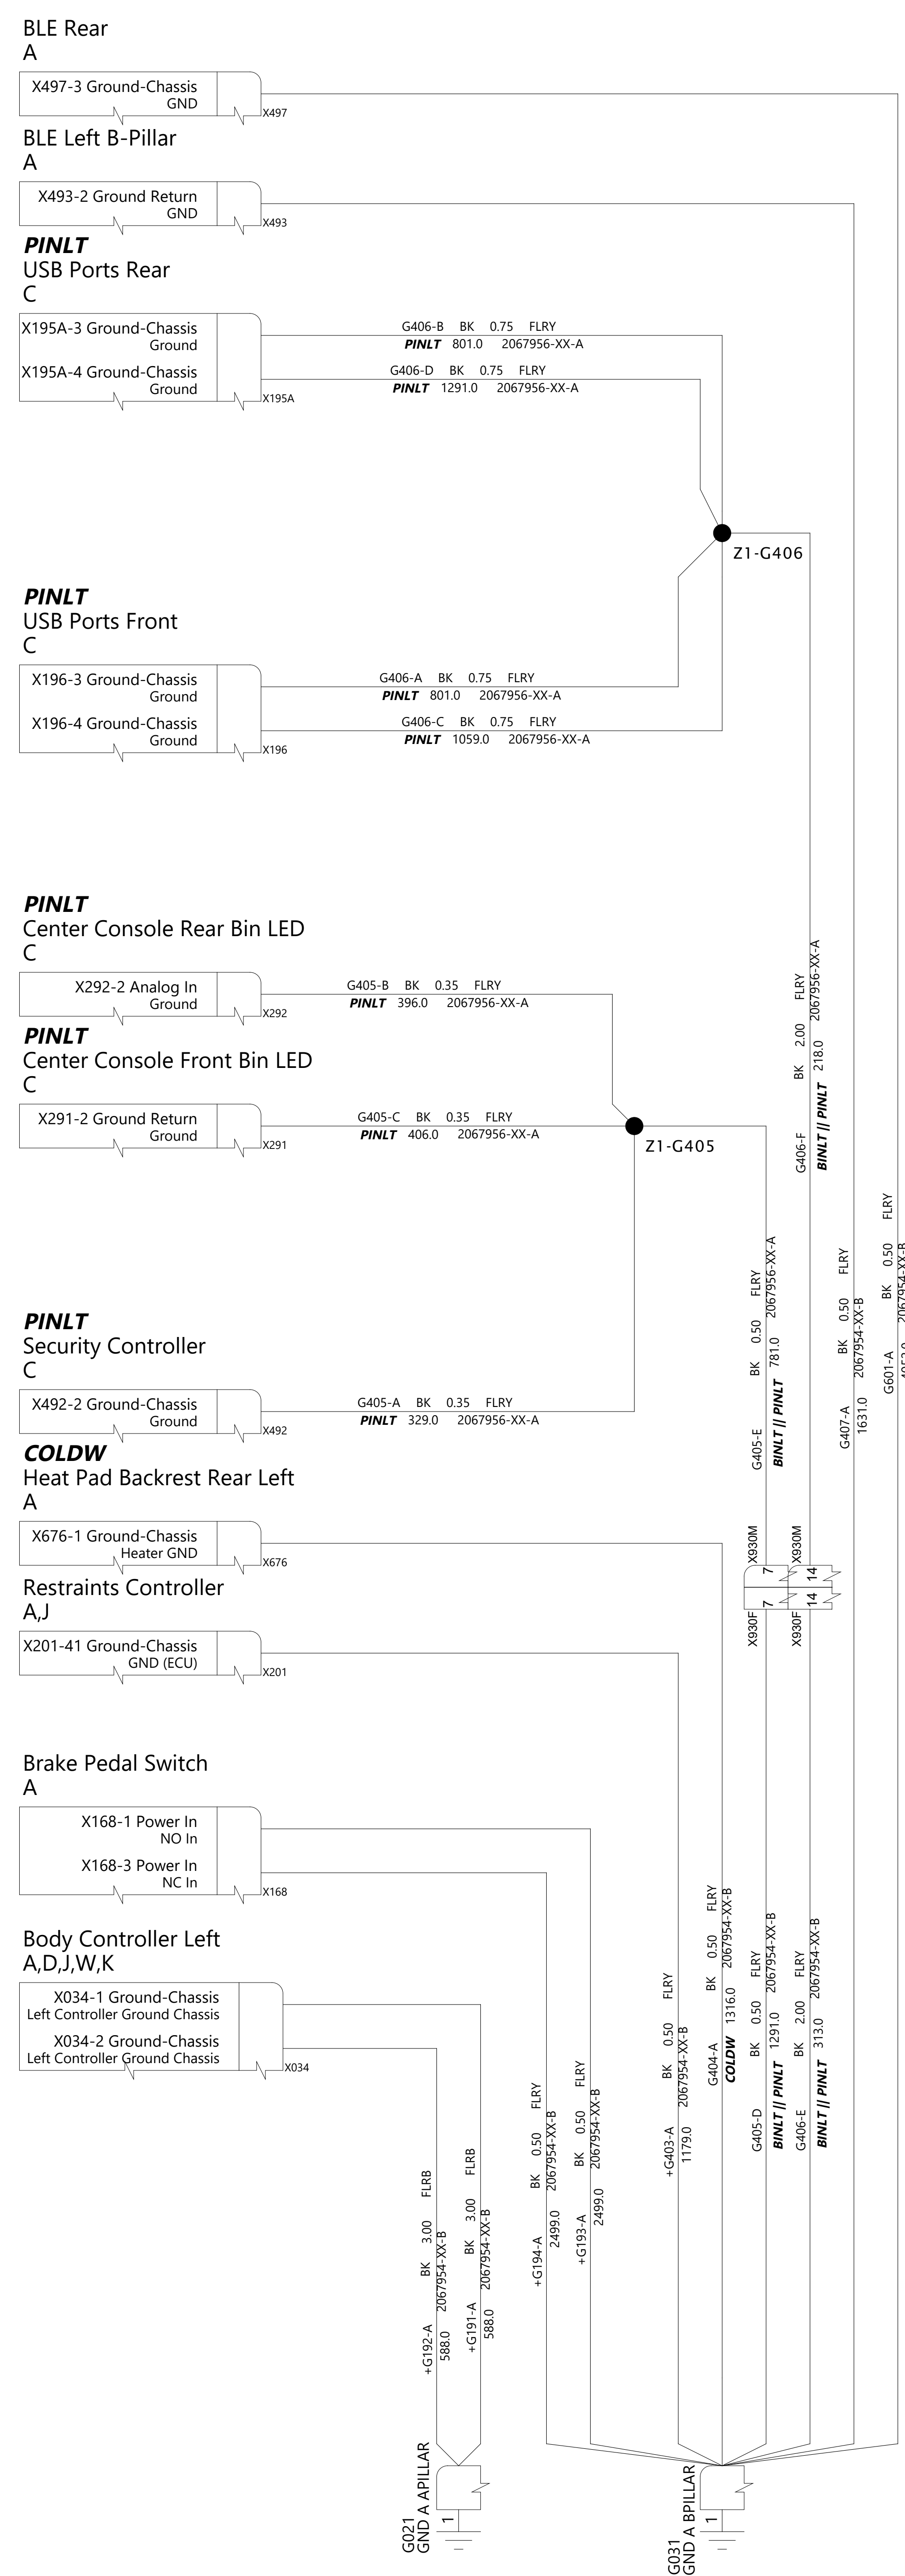 BLE Rear
A
X497-3 Ground-Chassis
GND
X497
BLE Left B-Pillar
A
X493-2 Ground Return
GND
X493
PINLT
USB Ports Rear
C
X195A-3 Ground-Chassis
Ground
G406-B BK 0.75 FLRY
PINLT 801.0 2067956-XX-A
X195A-4 Ground-Chassis
Ground
G406-D BK 0.75 FLRY
PINLT 1291.0 2067956-XX-A
X195A
Z1-G406
PINLT
USB Ports Front
C
X196-3 Ground-Chassis
Ground
G406-A BK 0.75 FLRY
PINLT 801.0 2067956-XX-A
X196-4 Ground-Chassis
Ground
G406-C BK 0.75 FLRY
PINLT 1059.0 2067956-XX-A
X196
PINLT
Center Console Rear Bin LED
C
X292-2 Analog In
Ground
G405-B BK 0.35 FLRY
PINLT 396.0 2067956-XX-A
X292
PINLT
Center Console Front Bin LED
C
X291-2 Ground Return
Ground
G405-C BK 0.35 FLRY
PINLT 406.0 2067956-XX-A
X291
Z1-G405
G406-F BK 2.00 FLRY
BINLT || PINLT 218.0 2067956-XX-A
G405-E BK 0.50 FLRY
BINLT || PINLT 781.0 2067956-XX-A
G407-A BK 0.50 FLRY
1631.0 2067954-XX-B
G601-A BK 0.50 FLRY
2067954-XX-B
PINLT
Security Controller
C
X492-2 Ground-Chassis
Ground
G405-A BK 0.35 FLRY
PINLT 329.0 2067956-XX-A
X492
COLDW
Heat Pad Backrest Rear Left
A
X676-1 Ground-Chassis
Heater GND
X676
X930M
7
X930M
14
X930F
7
X930F
14
Restraints Controller
A,J
X201-41 Ground-Chassis
GND (ECU)
X201
Brake Pedal Switch
A
X168-1 Power In
NO In
X168-3 Power In
NC In
X168
Body Controller Left
A,D,J,W,K
X034-1 Ground-Chassis
Left Controller Ground Chassis
X034-2 Ground-Chassis
Left Controller Ground Chassis
X034
+G192-A BK 3.00 FLRB
588.0 2067954-XX-B
+G191-A BK 3.00 FLRB
588.0 2067954-XX-B
+G194-A BK 0.50 FLRY
2499.0 2067954-XX-B
+G193-A BK 0.50 FLRY
2499.0 2067954-XX-B
+G403-A BK 0.50 FLRY
1179.0 2067954-XX-B
G404-A BK 0.50 FLRY
COLDW 1316.0 2067954-XX-B
G405-D BK 0.50 FLRY
BINLT || PINLT 1291.0 2067954-XX-B
G406-E BK 2.00 FLRY
BINLT || PINLT 313.0 2067954-XX-B
G021
GND A APILLAR
1
G031
GND A BPILLAR
1